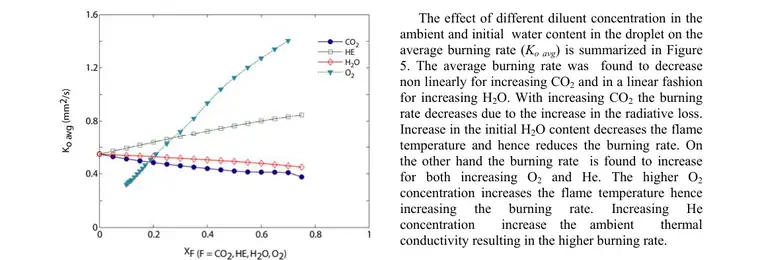 1.6
1.2
0.8
0.4
0
0
0.2
0.4
0.6
0.8
1
K o avg (mm2/s)
XF (F = CO2, HE, H2O, O2)
CO2
HE
H2O
O2
The effect of different diluent concentration in the
ambient and initial water content in the droplet on the
average burning rate (Ko avg) is summarized in Figure
5. The average burning rate was found to decrease
non linearly for increasing CO2 and in a linear fashion
for increasing H2O. With increasing CO2 the burning
rate decreases due to the increase in the radiative loss.
Increase in the initial H2O content decreases the flame
temperature and hence reduces the burning rate. On
the other hand the burning rate is found to increase
for both increasing O2 and He. The higher O2
concentration increases the flame temperature hence
increasing the burning rate. Increasing He
concentration increase the ambient thermal
conductivity resulting in the higher burning rate.